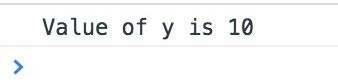 Value of y is 10